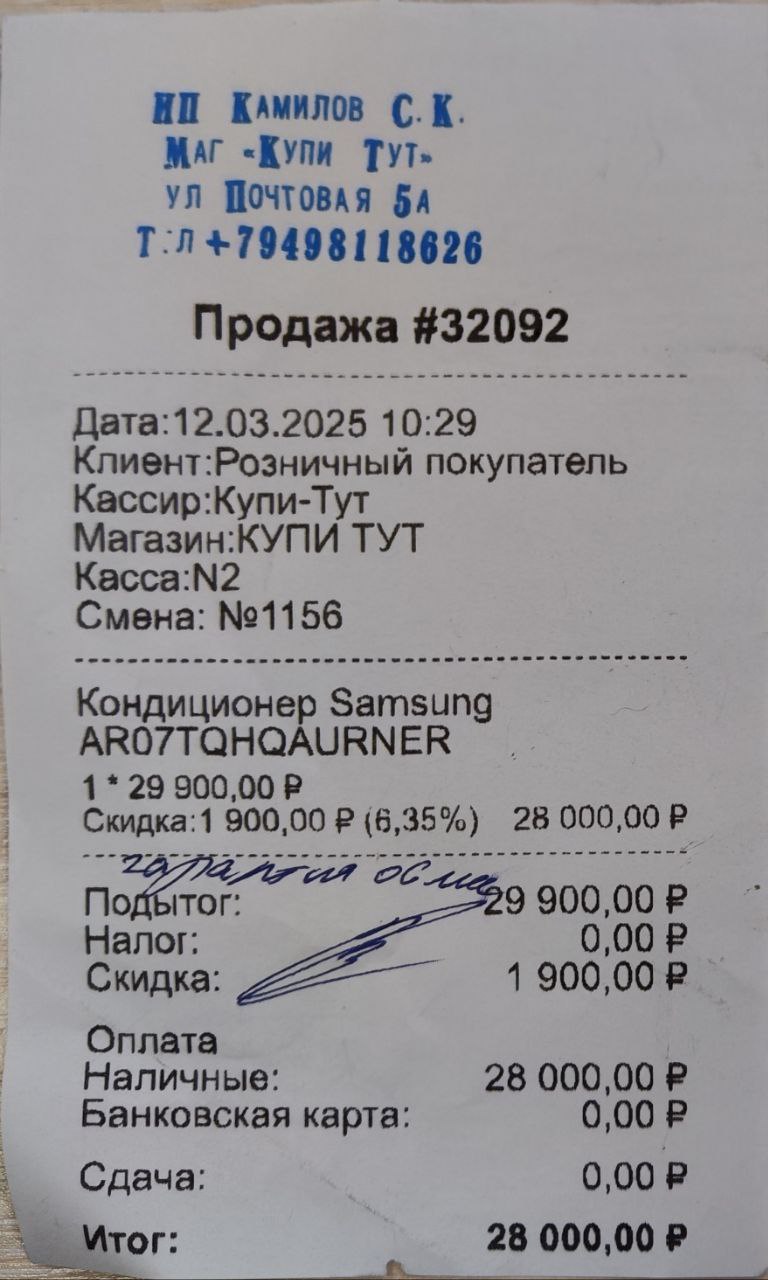 ИП Камилов С.К.
Маг «Купи Тут»
ул Почтовая 5А
Т.л +79498118626
Продажа #32092
Дата:12.03.2025 10:29
Клиент:Розничный покупатель
Кассир:Купи-Тут
Магазин:КУПИ ТУТ
Касса:N2
Смена: №1156
Кондиционер Samsung
AR07TQHQAURNER
1 * 29 900,00 ₽
Скидка:1 900,00 ₽ (6,35%) 28 000,00 ₽
гарантия 06 мес
Подытог: 29 900,00 ₽
Налог: 0,00 ₽
Скидка: 1 900,00 ₽
Оплата
Наличные: 28 000,00 ₽
Банковская карта: 0,00 ₽
Сдача: 0,00 ₽
Итог: 28 000,00 ₽